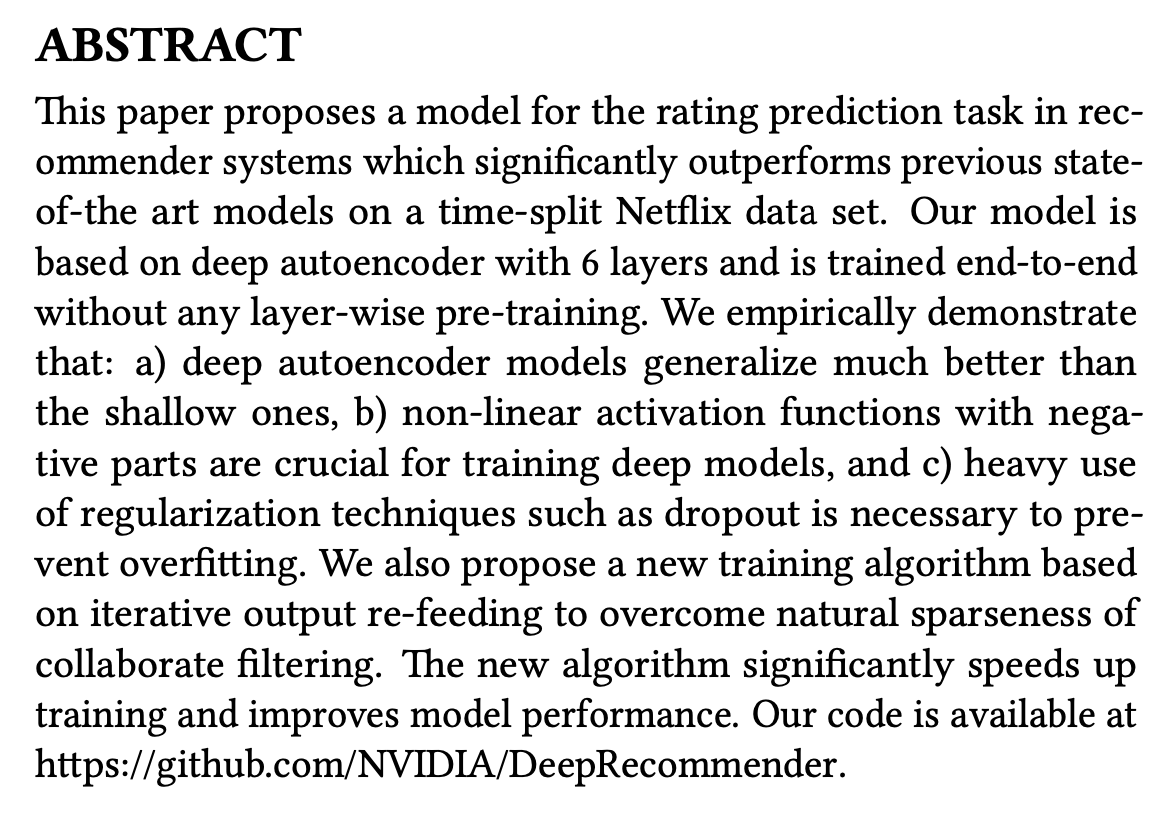 ABSTRACT
This paper proposes a model for the rating prediction task in rec-
ommender systems which significantly outperforms previous state-
of-the art models on a time-split Netflix data set. Our model is
based on deep autoencoder with 6 layers and is trained end-to-end
without any layer-wise pre-training. We empirically demonstrate
that: a) deep autoencoder models generalize much better than
the shallow ones, b) non-linear activation functions with nega-
tive parts are crucial for training deep models, and c) heavy use
of regularization techniques such as dropout is necessary to pre-
vent overfitting. We also propose a new training algorithm based
on iterative output re-feeding to overcome natural sparseness of
collaborate filtering. The new algorithm significantly speeds up
training and improves model performance. Our code is available at
https://github.com/NVIDIA/DeepRecommender.